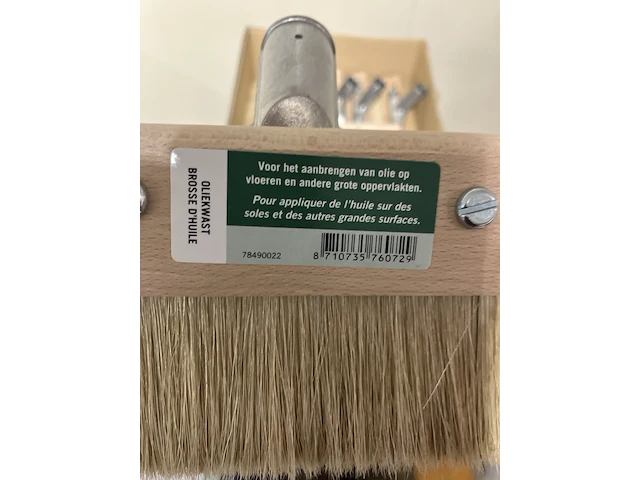 OLIEKWAST
BROSSE D'HUILE
Voor het aanbrengen van olie op
vloeren en andere grote oppervlakten.
Pour appliquer de l'huile sur des
soles et des autres grandes surfaces.
78490022
8 710735 760729